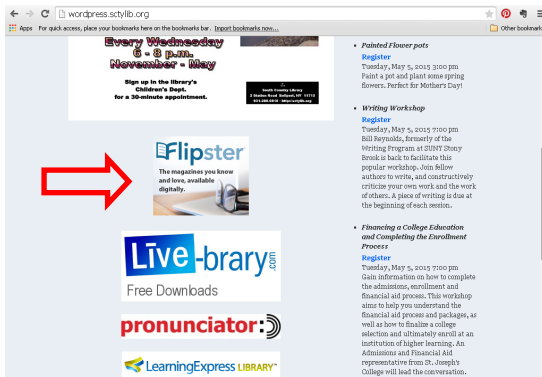 wordpress.sctylib.org
Apps For quick access, place your bookmarks here on the bookmarks bar. Import bookmarks now...
Other bookmark
Every Wednesday
6 - 8 p.m.
November - May
Sign up in the library's
Children's Dept.
for a 30-minute appointment.
South Country Library
2 Station Road Bellport, NY 11713
631-286-0818 · http://sctylib.org
Flipster
The magazines you know
and love, available
digitally.
Live-brary.com
Free Downloads
pronunciator:)
LearningExpress LIBRARY™
• Painted Flower pots
Register
Tuesday, May 5, 2015 3:00 pm
Paint a pot and plant some spring
flowers. Perfect for Mother's Day!
• Writing Workshop
Register
Tuesday, May 5, 2015 7:00 pm
Bill Reynolds, formerly of the
Writing Program at SUNY Stony
Brook is back to facilitate this
popular workshop. Join fellow
authors to write, and constructively
criticize your own work and the work
of others. A piece of writing is due at
the beginning of each session.
• Financing a College Education
and Completing the Enrollment
Process
Register
Tuesday, May 5, 2015 7:00 pm
Gain information on how to complete
the admissions, enrollment and
financial aid process. This workshop
aims to help you understand the
financial aid process and packages, as
well as how to finalize a college
selection and ultimately enroll at an
institution of higher learning. An
Admissions and Financial Aid
representative from St. Joseph's
College will lead the conversation.